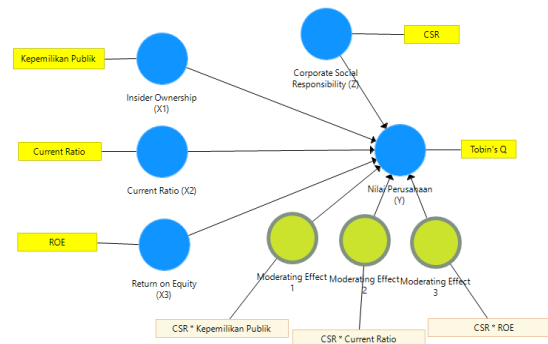 Kepemilikan Publik
CSR
Insider Ownership
(X1)
Corporate Social
Responsibility (Z)
Current Ratio
Current Ratio (X2)
Tobin's Q
Nilai Perusahaan
(Y)
ROE
Return on Equity
(X3)
Moderating Effect
1
Moderating Effect
2
Moderating Effect
3
CSR * Kepemilikan Publik
CSR * Current Ratio
CSR * ROE